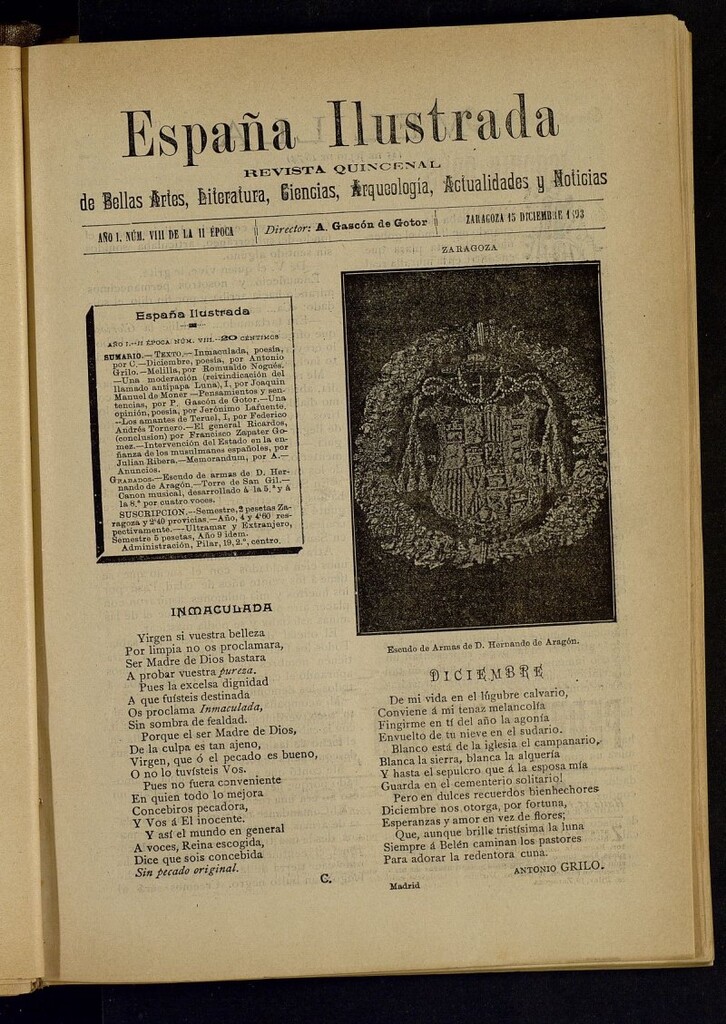 España Ilustrada
REVISTA QUINCENAL
de Bellas Artes, Literatura, Ciencias, Arqueología, Actualidades y Noticias
AÑO I. NÚM. VIII DE LA II ÉPOCA
Director: A. Gascón de Gotor
ZARAGOZA 15 DICIEMBRE 1893
España Ilustrada
AÑO I.—II ÉPOCA. NÚM. VIII.—20 CÉNTIMOS
SUMARIO.—TEXTO.—Inmaculada, poesía,
por C.—Diciembre, poesía, por Antonio
Grilo.—Melilla, por Romualdo Nogués.
—Una moderación (reivindicación del
llamado antipapa Luna), I, por Joaquin
Manuel de Moner—Pensamientos y sen-
tencias, por P. Gascón de Gotor.—Una
opinión, poesía, por Jerónimo Lafuente.
—Los amantes de Teruel, I, por Federico
Andrés Tornero.—El general Ricardos,
(conclusion) por Francisco Zapater Go-
mez.—Intervención del Estado en la en-
ñanza de los musulmanes españoles, por
Julian Ribera.—Memorandum, por A.—
Anuncios.
GRABADOS.—Escudo de armas de D. Her-
nando de Aragón.—Torre de San Gil.—
Canon musical, desarrollado á la 5.ª y á
la 8.ª por cuatro voces.
SUSCRIPCION.—Semestre, 2 pesetas Za-
ragoza y 2'40 provicias.—Año, 4 y 4'60 res-
pectivamente.—Ultramar y Extranjero,
Semestre 5 pesetas, Año 9 idem.
Administración, Pilar, 19, 2.º, centro.
INMACULADA
Virgen si vuestra belleza
Por limpia no os proclamara,
Ser Madre de Dios bastara
A probar vuestra pureza.
Pues la excelsa dignidad
A que fuísteis destinada
Os proclama Inmaculada,
Sin sombra de fealdad.
Porque el ser Madre de Dios,
De la culpa es tan ajeno,
Virgen, que ó el pecado es bueno,
O no lo tuvísteis Vos.
Pues no fuera conveniente
En quien todo lo mejora
Concebiros pecadora,
Y Vos á El inocente.
Y así el mundo en general
A voces, Reina escogida,
Dice que sois concebida
Sin pecado original.
C.
ZARAGOZA
Escudo de Armas de D. Hernando de Aragón.
DICIEMBRE
De mi vida en el lúgubre calvario,
Conviene á mi tenaz melancolía
Fingirme en tí del año la agonía
Envuelto de tu nieve en el sudario.
Blanco está de la iglesia el campanario,
Blanca la sierra, blanca la alquería
Y hasta el sepulcro que á la esposa mía
Guarda en el cementerio solitario!
Pero en dulces recuerdos bienhechores
Diciembre nos otorga, por fortuna,
Esperanzas y amor en vez de flores;
Que, aunque brille tristísima la luna
Siempre á Belén caminan los pastores
Para adorar la redentora cuna.
ANTONIO GRILO.
Madrid